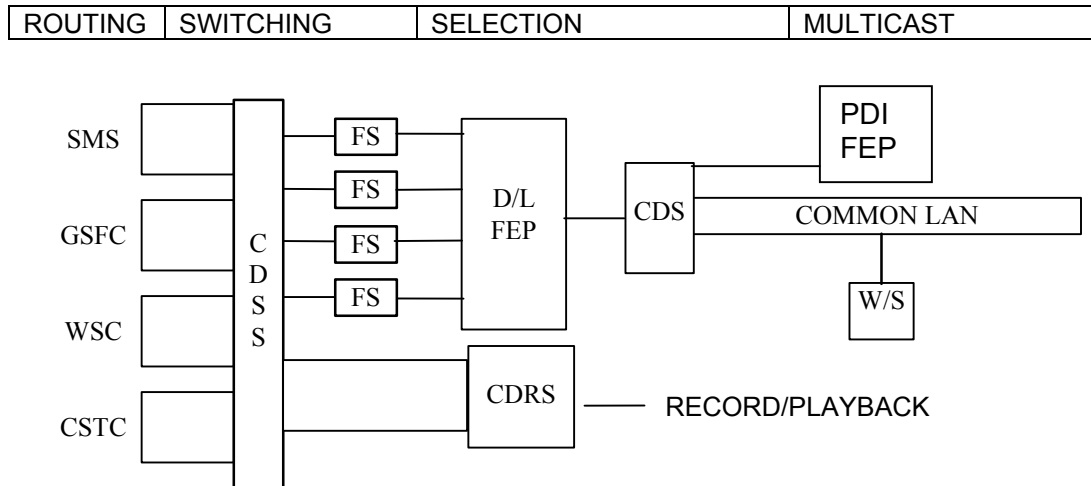 ROUTING SWITCHING SELECTION MULTICAST
SMS
GSFC
WSC
CSTC
C
D
S
S
FS
FS
FS
FS
D/L
FEP
CDRS
RECORD/PLAYBACK
CDS
PDI
FEP
COMMON LAN
W/S